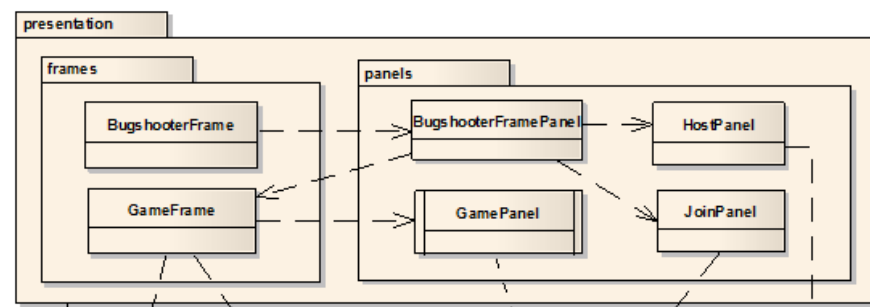 presentation
frames
panels
BugshooterFrame
BugshooterFramePanel
HostPanel
GameFrame
GamePanel
JoinPanel